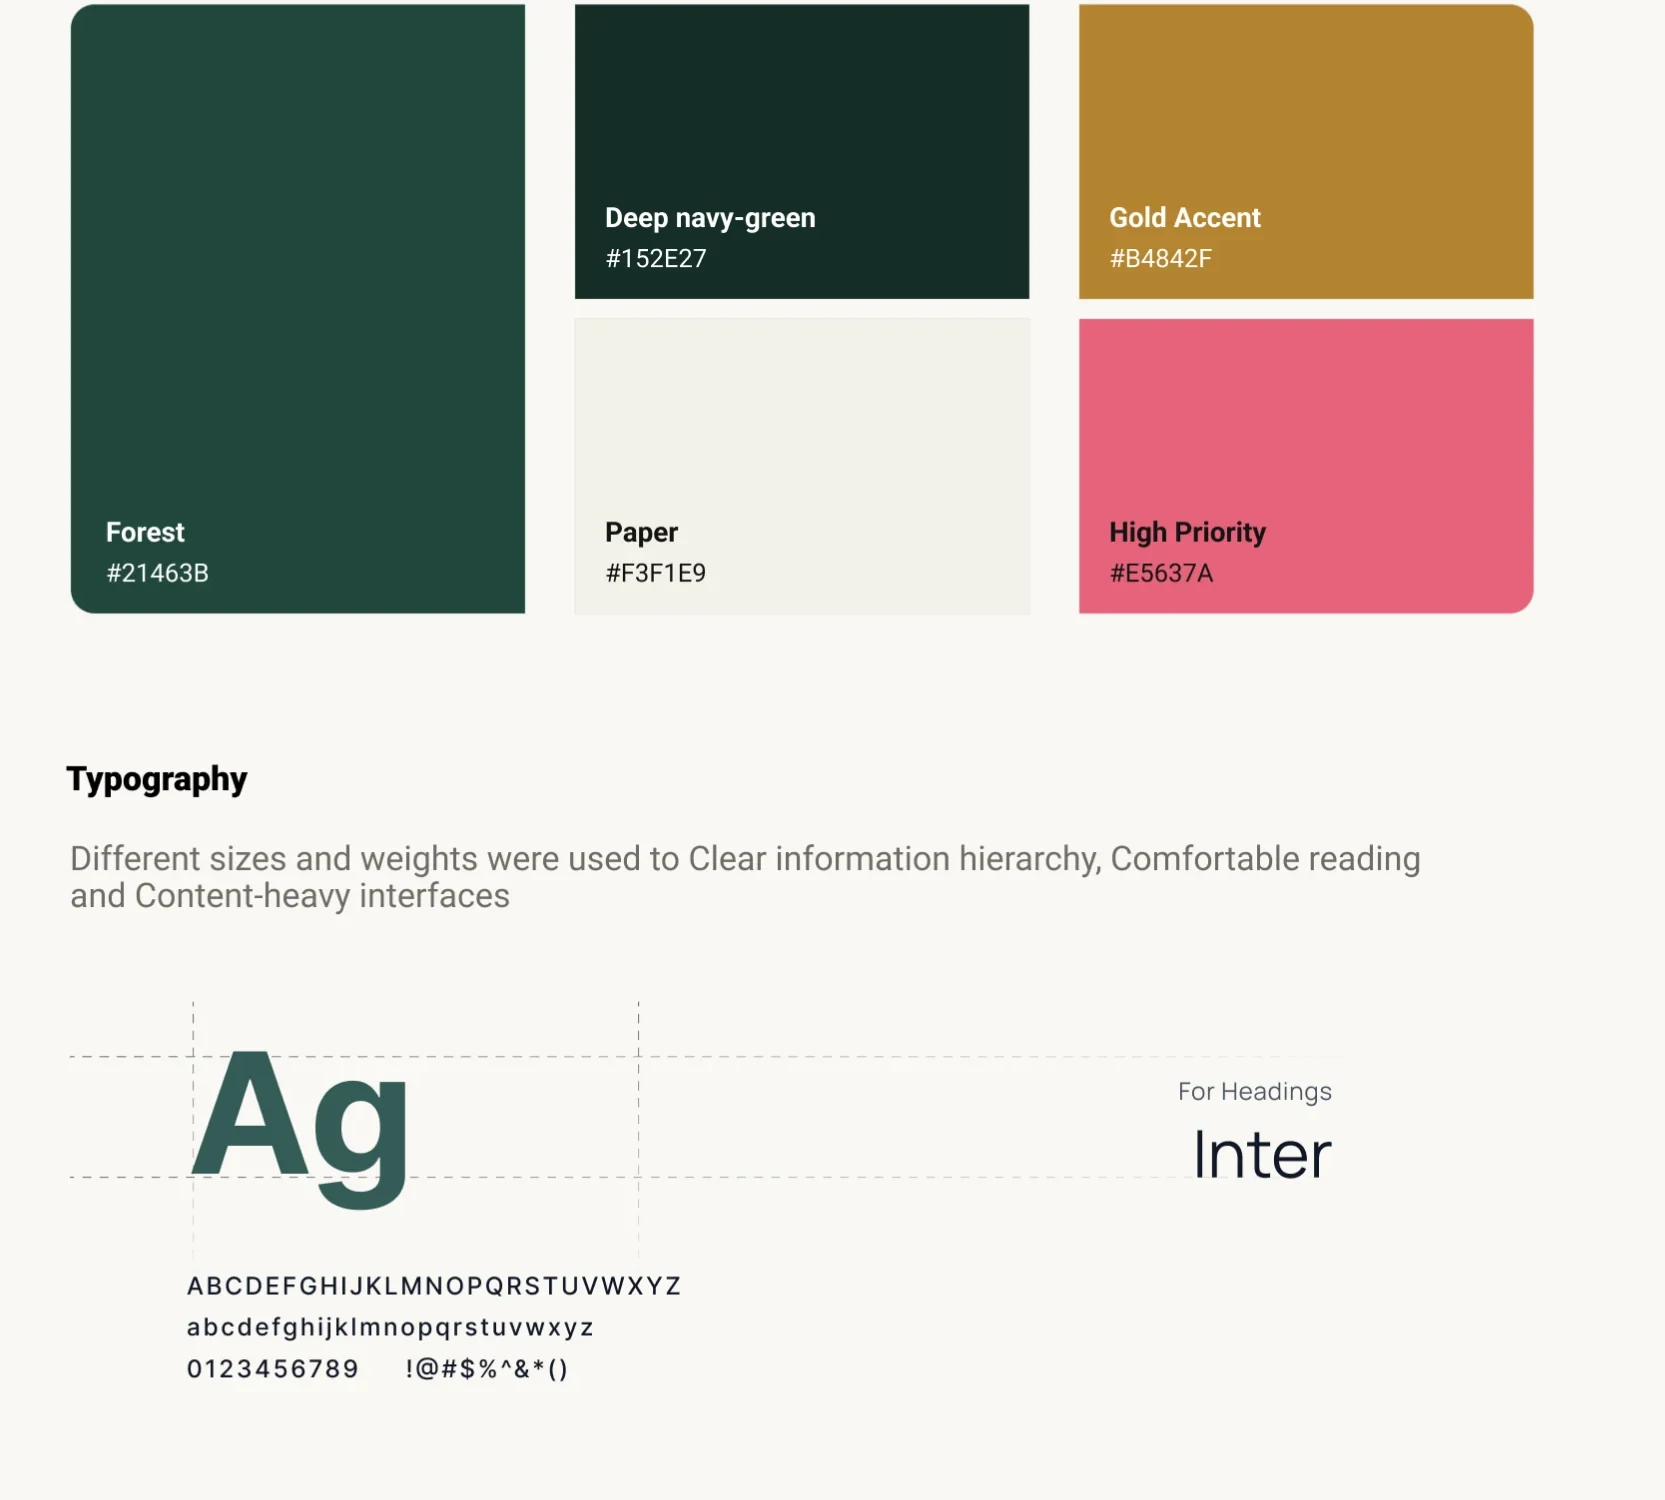 Forest
#21463B
Deep navy-green
#152E27
Gold Accent
#B4842F
Paper
#F3F1E9
High Priority
#E5637A
Typography
Different sizes and weights were used to Clear information hierarchy, Comfortable reading
and Content-heavy interfaces
Ag
For Headings
Inter
ABCDEFGHIJKLMNOPQRSTUVWXYZ
abcdefghijklmnopqrstuvwxyz
0123456789 !@#$%^&*()